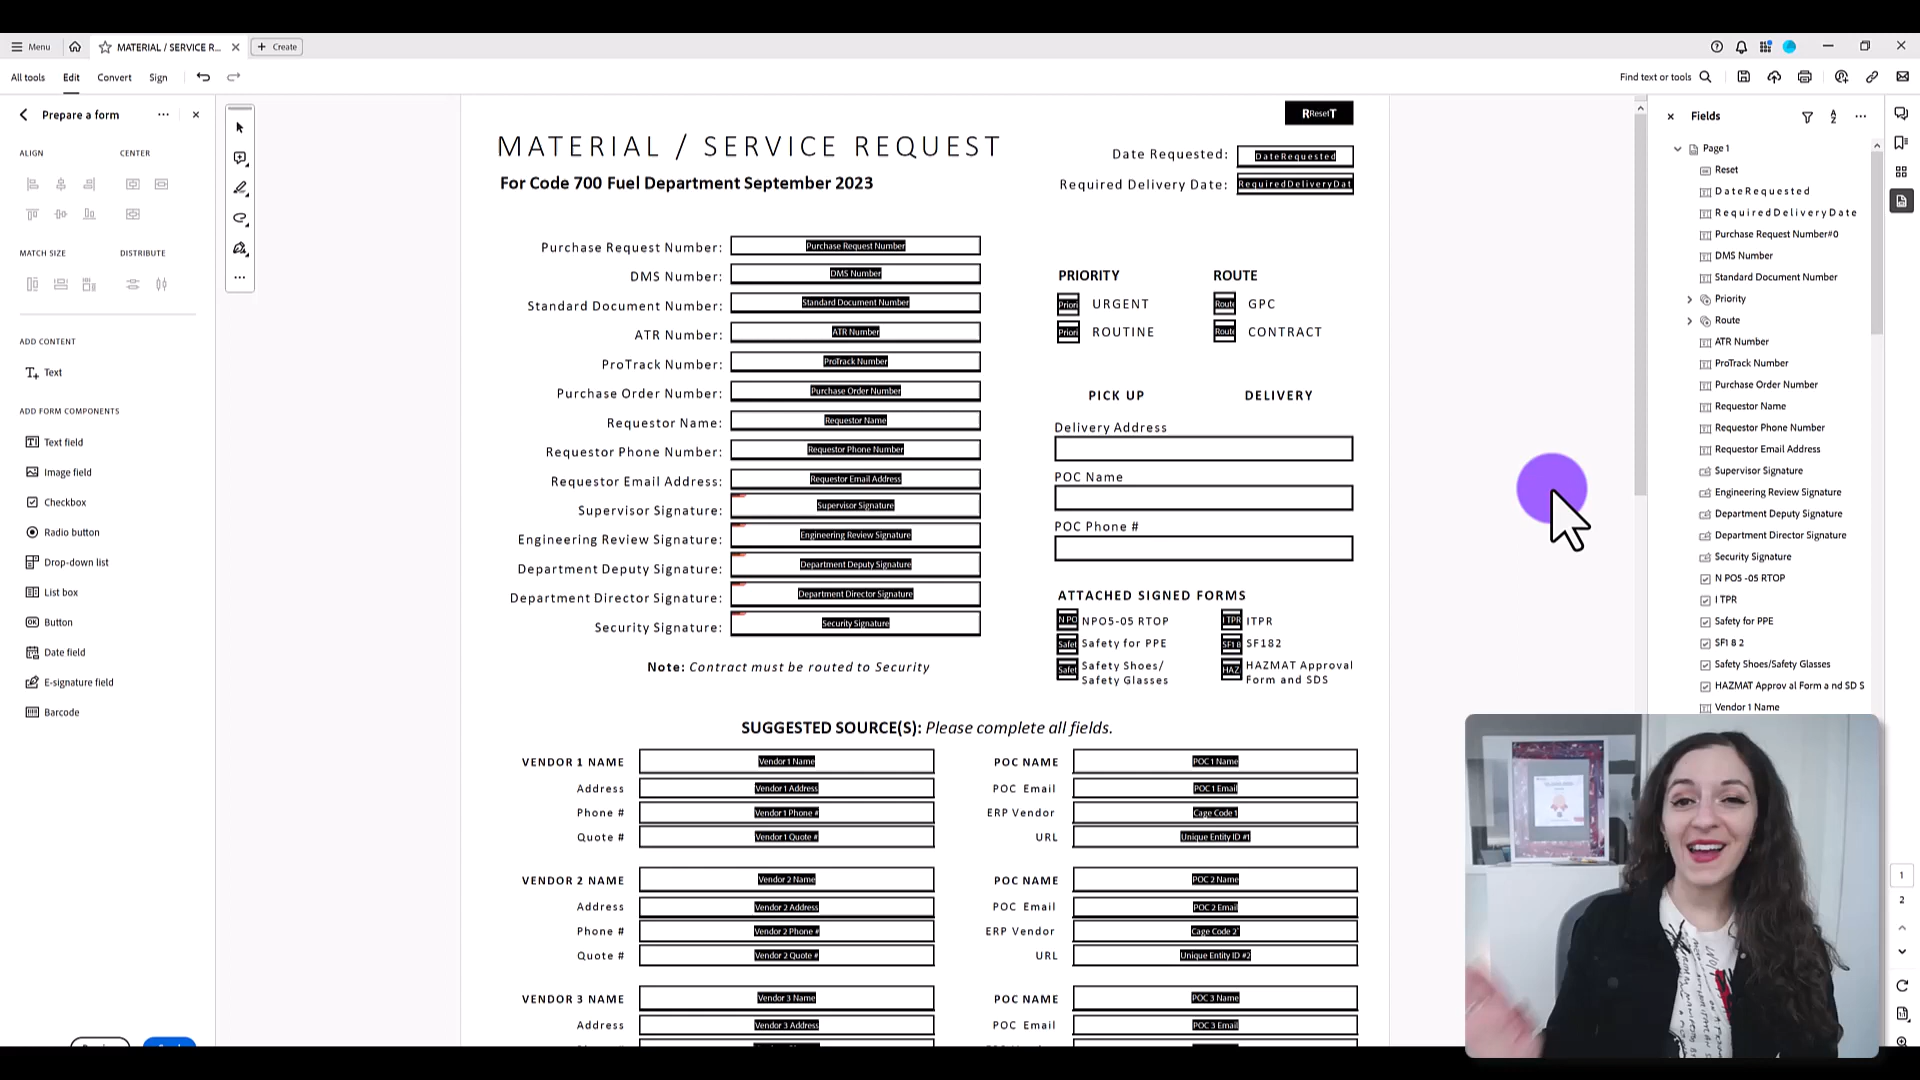 Menu
MATERIAL / SERVICE R...
Create
All tools
Edit
Convert
Sign
Find text or tools
Prepare a form
ALIGN
CENTER
MATCH SIZE
DISTRIBUTE
ADD CONTENT
Text
ADD FORM COMPONENTS
Text field
Image field
Checkbox
Radio button
Drop-down list
List box
Button
Date field
E-signature field
Barcode
MATERIAL / SERVICE REQUEST
For Code 700 Fuel Department September 2023
Reset
Date Requested: DateRequested
Required Delivery Date: RequiredDeliveryDat
Purchase Request Number: Purchase Request Number
DMS Number: DMS Number
Standard Document Number: Standard Document Number
ATR Number: ATR Number
ProTrack Number: ProTrack Number
Purchase Order Number: Purchase Order Number
Requestor Name: Requestor Name
Requestor Phone Number: Requestor Phone Number
Requestor Email Address: Requestor Email Address
Supervisor Signature: Supervisor Signature
Engineering Review Signature: Engineering Review Signature
Department Deputy Signature: Department Deputy Signature
Department Director Signature: Department Director Signature
Security Signature: Security Signature
Note: Contract must be routed to Security
PRIORITY ROUTE
Priori URGENT Rout GPC
Priori ROUTINE Rout CONTRACT
PICK UP DELIVERY
Delivery Address
POC Name
POC Phone #
ATTACHED SIGNED FORMS
N PO NPO5-05 RTOP I TPR ITPR
Safet Safety for PPE SF18 SF182
Safet Safety Shoes/ Safety Glasses HAZ HAZMAT Approval Form and SDS
SUGGESTED SOURCE(S): Please complete all fields.
VENDOR 1 NAME Vendor 1 Name POC NAME POC 1 Name
Address Vendor 1 Address POC Email POC 1 Email
Phone # Vendor 1 Phone # ERP Vendor Cage Code 1
Quote # Vendor 1 Quote # URL Unique Entity ID #1
VENDOR 2 NAME Vendor 2 Name POC NAME POC 2 Name
Address Vendor 2 Address POC Email POC 2 Email
Phone # Vendor 2 Phone # ERP Vendor Cage Code 2
Quote # Vendor 2 Quote # URL Unique Entity ID #2
VENDOR 3 NAME Vendor 3 Name POC NAME POC 3 Name
Address Vendor 3 Address POC Email POC 3 Email
Fields
Page 1
Reset
DateRequested
RequiredDeliveryDate
Purchase Request Number#0
DMS Number
Standard Document Number
Priority
Route
ATR Number
ProTrack Number
Purchase Order Number
Requestor Name
Requestor Phone Number
Requestor Email Address
Supervisor Signature
Engineering Review Signature
Department Deputy Signature
Department Director Signature
Security Signature
N PO5 -05 RTOP
I TPR
Safety for PPE
SF1 8 2
Safety Shoes/Safety Glasses
HAZMAT Approv al Form a nd SD S
Vendor 1 Name
1
2